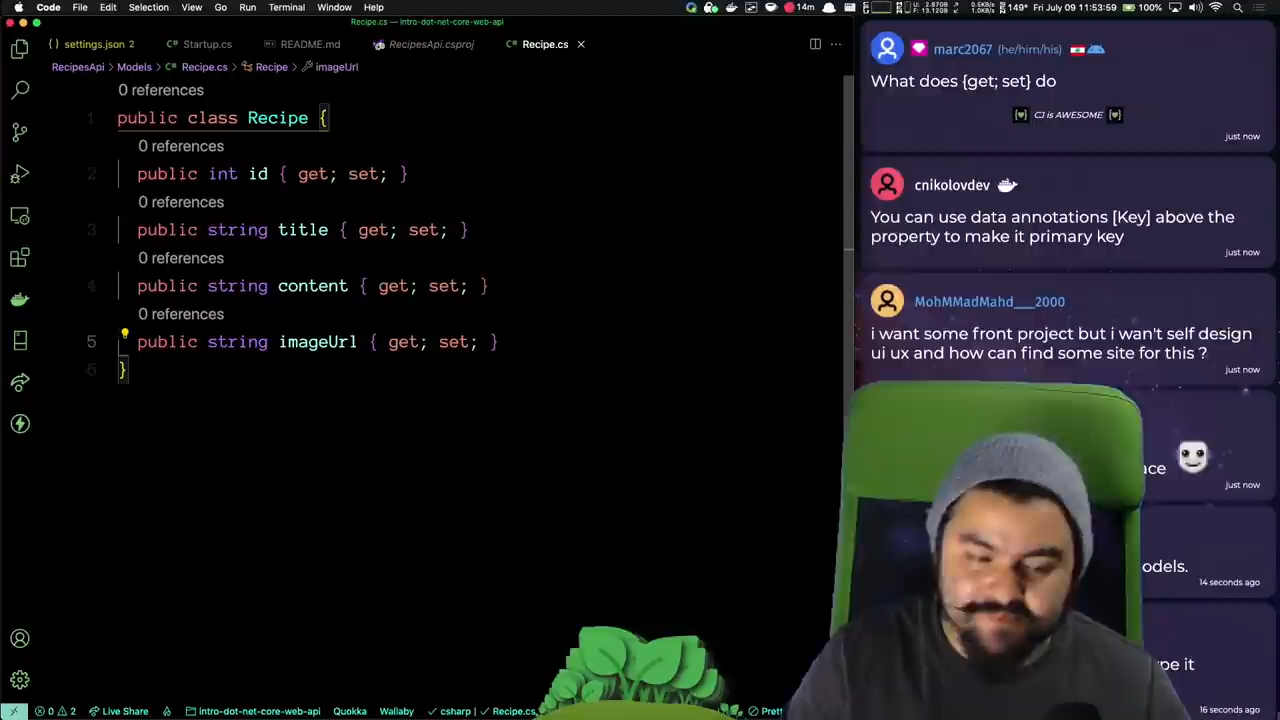 Code File Edit Selection View Go Run Terminal Window Help
14m
149°
Fri July 09 11:53:59
100%
Recipe.cs — intro-dot-net-core-web-api
settings.json 2
Startup.cs
README.md
RecipesApi.csproj
Recipe.cs
RecipesApi > Models > Recipe.cs > Recipe > imageUrl
0 references
1 public class Recipe {
0 references
2 public int id { get; set; }
0 references
3 public string title { get; set; }
0 references
4 public string content { get; set; }
0 references
5 public string imageUrl { get; set; }
6 }
0 2 Live Share intro-dot-net-core-web-api Quokka Wallaby csharp | Recipe.cs
marc2067 (he/him/his)
What does {get; set} do
CJ is AWESOME
just now
cnikolovdev
You can use data annotations [Key] above the
property to make it primary key
just now
MohMMadMahd___2000
i want some front project but i wan't self design
ui ux and how can find some site for this ?
just now
just now
14 seconds ago
16 seconds ago